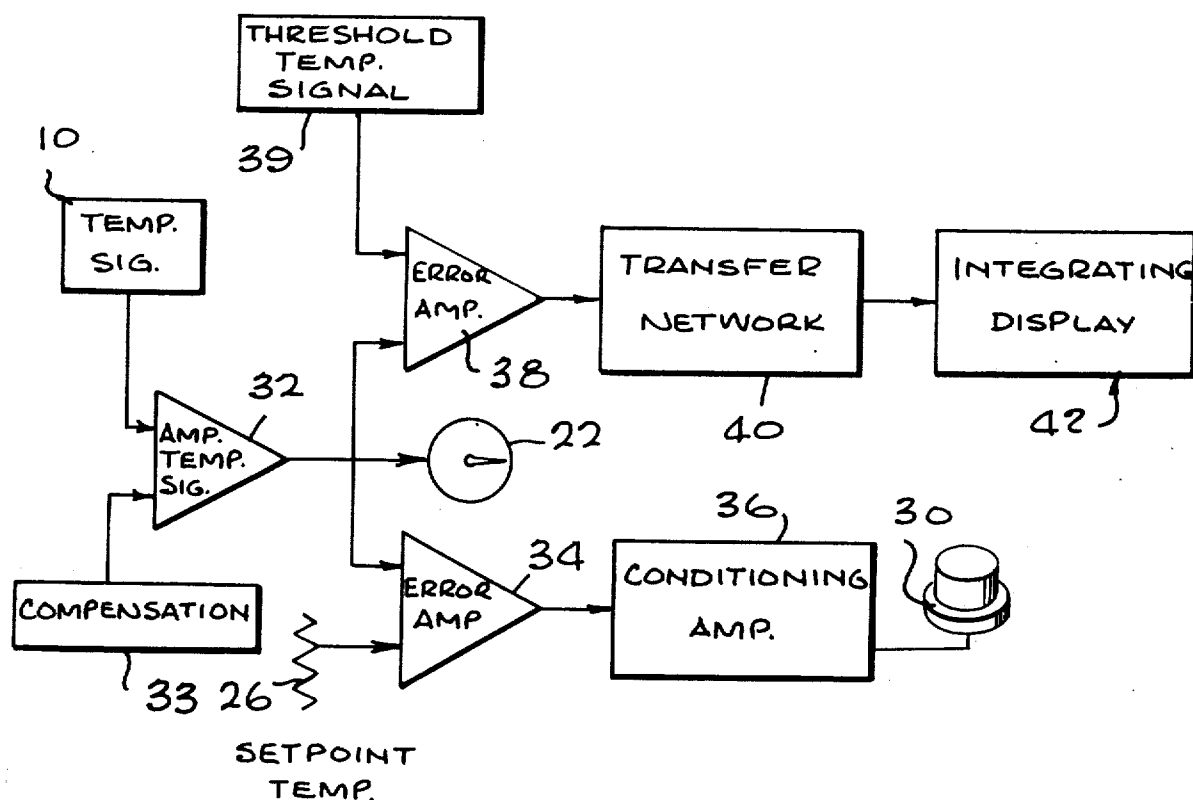 THRESHOLD
TEMP.
SIGNAL
39
10
TEMP.
SIG.
ERROR
AMP.
38
TRANSFER
NETWORK
40
INTEGRATING
DISPLAY
42
32
AMP.
TEMP.
SIG.
22
COMPENSATION
33
26
SETPOINT
TEMP.
ERROR
AMP
34
36
CONDITIONING
AMP.
30